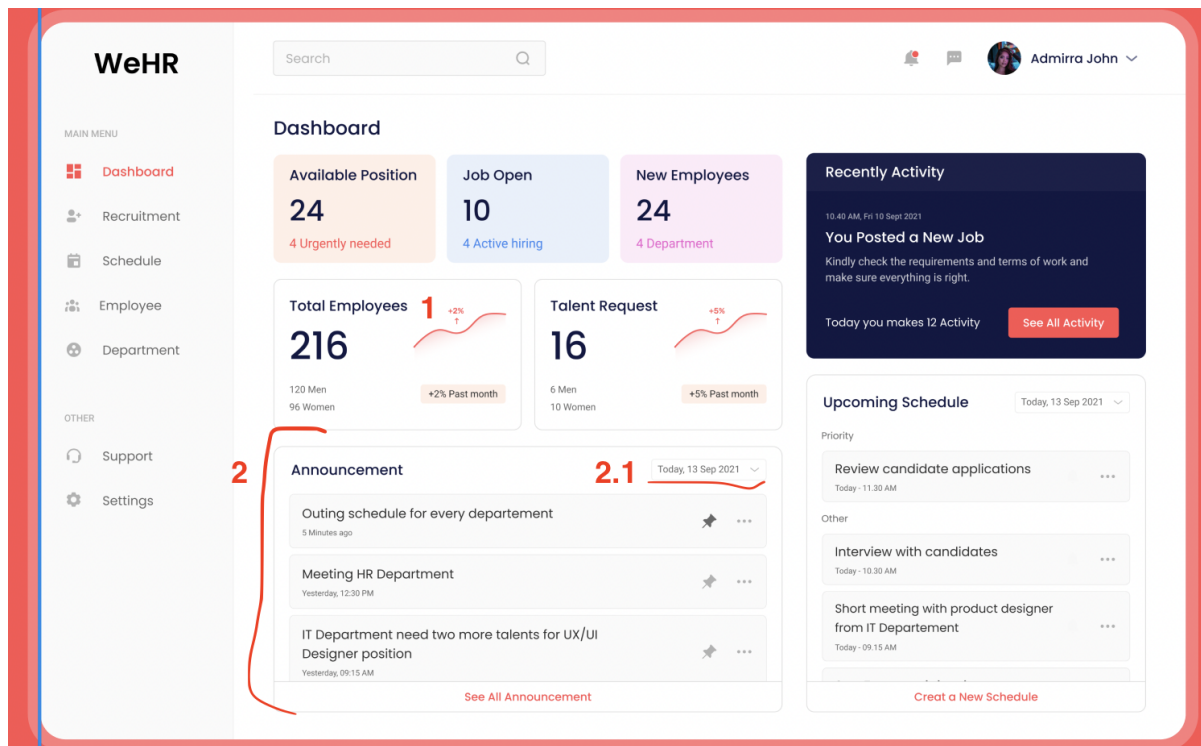 WeHR
Search
Admirra John
MAIN MENU
Dashboard
Recruitment
Schedule
Employee
Department
OTHER
Support
Settings
Dashboard
Available Position
24
4 Urgently needed
Job Open
10
4 Active hiring
New Employees
24
4 Department
Total Employees
1
+2%
↑
216
120 Men
96 Women
+2% Past month
Talent Request
+5%
↑
16
6 Men
10 Women
+5% Past month
2
Announcement
2.1
Today, 13 Sep 2021
Outing schedule for every departement
5 Minutes ago
Meeting HR Department
Yesterday, 12:30 PM
IT Department need two more talents for UX/UI
Designer position
Yesterday, 09:15 AM
See All Announcement
Recently Activity
10.40 AM, Fri 10 Sept 2021
You Posted a New Job
Kindly check the requirements and terms of work and
make sure everything is right.
Today you makes 12 Activity
See All Activity
Upcoming Schedule
Today, 13 Sep 2021
Priority
Review candidate applications
Today - 11.30 AM
Other
Interview with candidates
Today - 10.30 AM
Short meeting with product designer
from IT Departement
Today - 09.15 AM
Creat a New Schedule